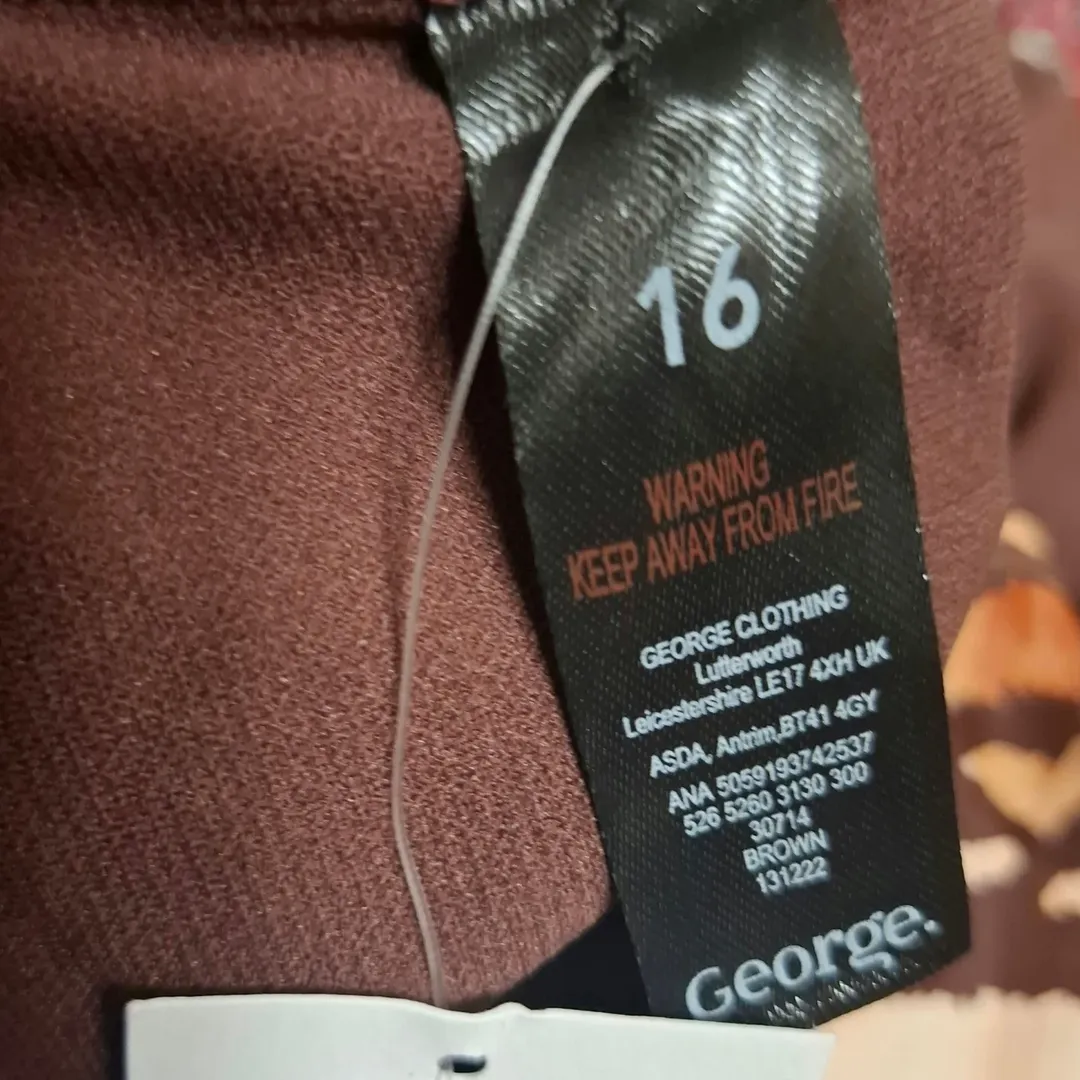 16
WARNING
KEEP AWAY FROM FIRE
GEORGE CLOTHING
Lutterworth
Leicestershire LE17 4XH UK
ASDA, Antrim,BT41 4GY
ANA 5059193742537
526 5260 3130 300
30714
BROWN
131222
George.